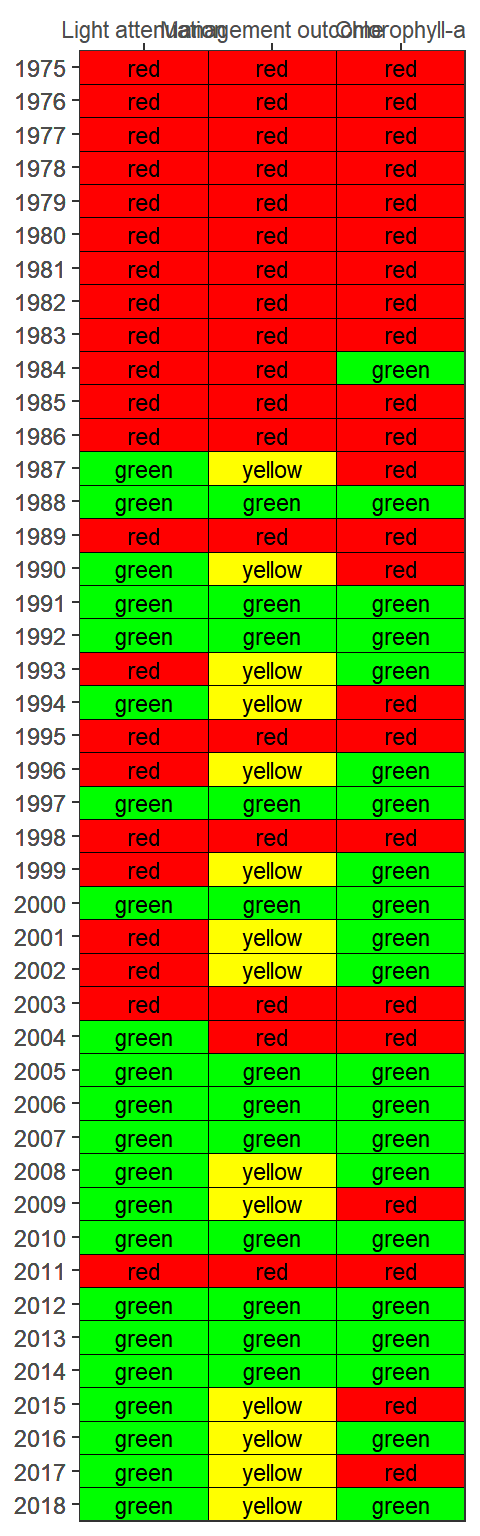 Light attenuation Management outcome Chlorophyll-a
1975 red red red
1976 red red red
1977 red red red
1978 red red red
1979 red red red
1980 red red red
1981 red red red
1982 red red red
1983 red red red
1984 red red green
1985 red red red
1986 red red red
1987 green yellow red
1988 green green green
1989 red red red
1990 green yellow red
1991 green green green
1992 green green green
1993 red yellow green
1994 green yellow red
1995 red red red
1996 red yellow green
1997 green green green
1998 red red red
1999 red yellow green
2000 green green green
2001 red yellow green
2002 red yellow green
2003 red red red
2004 green red red
2005 green green green
2006 green green green
2007 green green green
2008 green yellow green
2009 green yellow red
2010 green green green
2011 red red red
2012 green green green
2013 green green green
2014 green green green
2015 green yellow red
2016 green yellow green
2017 green yellow red
2018 green yellow green